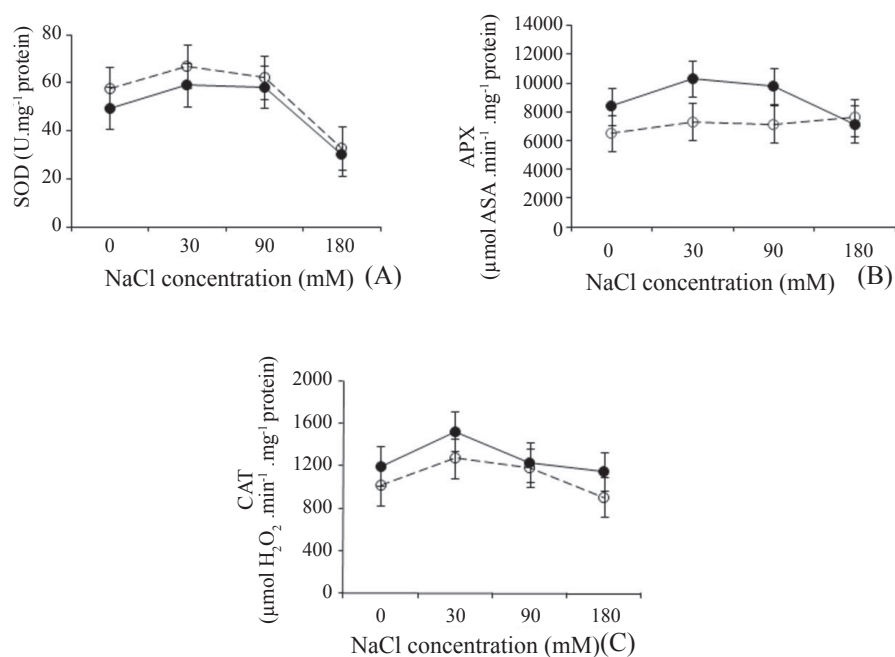 SOD (U.mg⁻¹ protein)
80
60
40
20
0
0 30 90 180
NaCl concentration (mM) (A)
APX
(µmol ASA .min⁻¹ .mg⁻¹ protein)
14000
12000
10000
8000
6000
4000
2000
0
0 30 90 180
NaCl concentration (mM) (B)
CAT
(µmol H₂O₂ .min⁻¹ .mg⁻¹ protein)
2000
1600
1200
800
400
0
0 30 90 180
NaCl concentration (mM)(C)